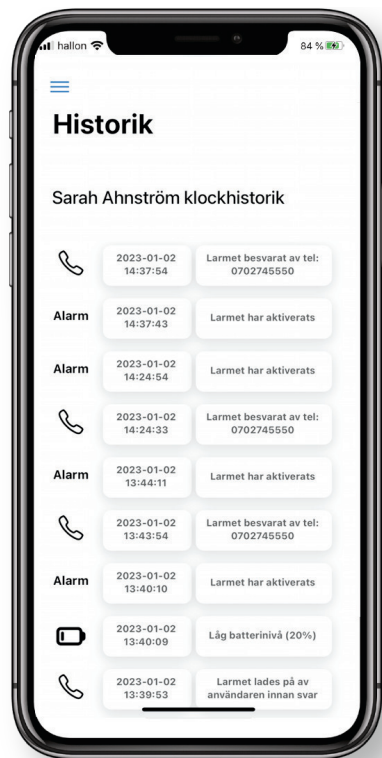 hallon
84 %
Historik
Sarah Ahnström klockhistorik
2023-01-02
14:37:54
Larmet besvarat av tel:
0702745550
Alarm
2023-01-02
14:37:43
Larmet har aktiverats
Alarm
2023-01-02
14:24:54
Larmet har aktiverats
2023-01-02
14:24:33
Larmet besvarat av tel:
0702745550
Alarm
2023-01-02
13:44:11
Larmet har aktiverats
2023-01-02
13:43:54
Larmet besvarat av tel:
0702745550
Alarm
2023-01-02
13:40:10
Larmet har aktiverats
2023-01-02
13:40:09
Låg batterinivå (20%)
2023-01-02
13:39:53
Larmet lades på av
användaren innan svar